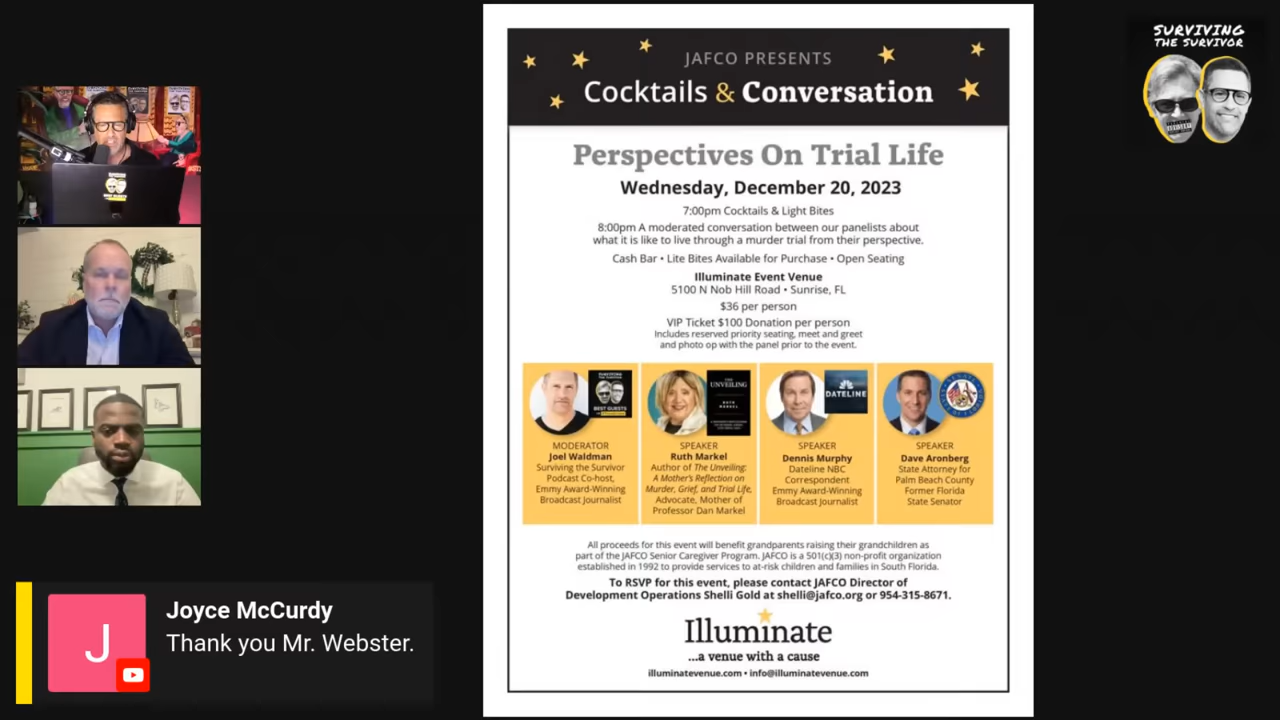 SURVIVING
THE SURVIVOR
JAFCO PRESENTS
Cocktails & Conversation
Perspectives On Trial Life
Wednesday, December 20, 2023
7:00pm Cocktails & Light Bites
8:00pm A moderated conversation between our panelists about
what it is like to live through a murder trial from their perspective.
Cash Bar • Lite Bites Available for Purchase • Open Seating
Illuminate Event Venue
5100 N Nob Hill Road • Sunrise, FL
$36 per person
VIP Ticket $100 Donation per person
Includes reserved priority seating, meet and greet
and photo op with the panel prior to the event.
SURVIVING
THE SURVIVOR
BEST GUESTS
MODERATOR
Joel Waldman
Surviving the Survivor
Podcast Co-host,
Emmy Award-Winning
Broadcast Journalist
THE
UNVEILING
RUTH
MARKEL
SPEAKER
Ruth Markel
Author of The Unveiling:
A Mother's Reflection on
Murder, Grief, and Trial Life,
Advocate, Mother of
Professor Dan Markel
DATELINE
SPEAKER
Dennis Murphy
Dateline NBC
Correspondent
Emmy Award-Winning
Broadcast Journalist
SPEAKER
Dave Aronberg
State Attorney for
Palm Beach County
Former Florida
State Senator
All proceeds for this event will benefit grandparents raising their grandchildren as
part of the JAFCO Senior Caregiver Program. JAFCO is a 501(c)(3) non-profit organization
established in 1992 to provide services to at-risk children and families in South Florida.
To RSVP for this event, please contact JAFCO Director of
Development Operations Shelli Gold at shelli@jafco.org or 954-315-8671.
Illuminate
...a venue with a cause
illuminatevenue.com • info@illuminatevenue.com
J
Joyce McCurdy
Thank you Mr. Webster.